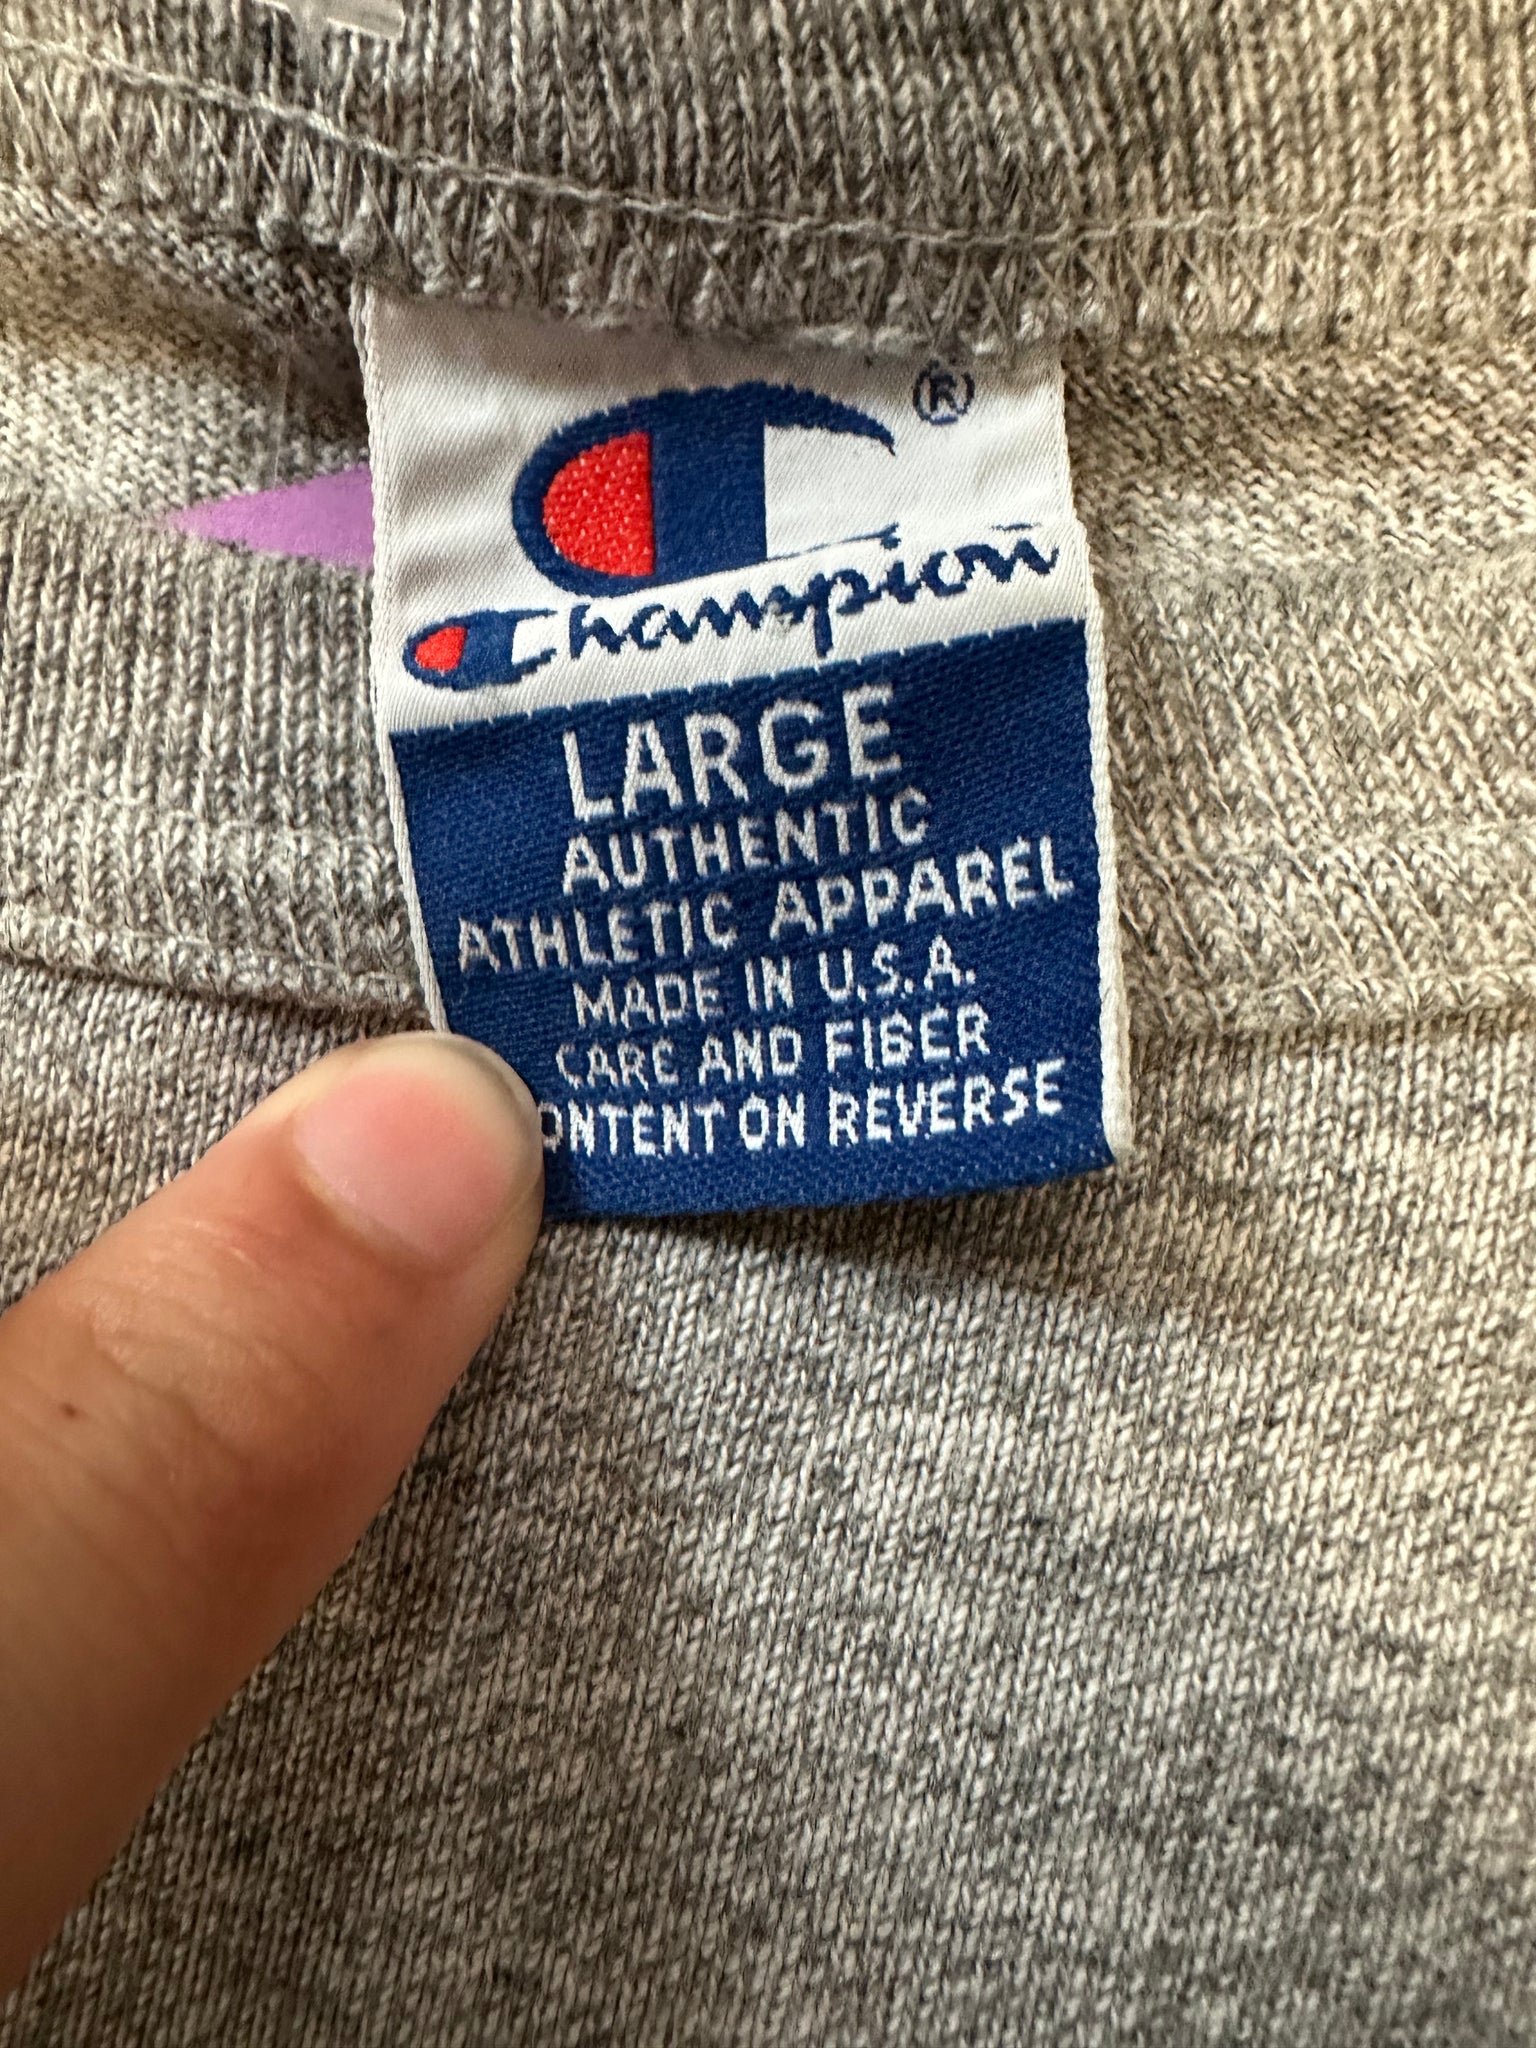 ®
Champion
LARGE
AUTHENTIC
ATHLETIC APPAREL
MADE IN U.S.A.
CARE AND FIBER
ONTENT ON REVERSE